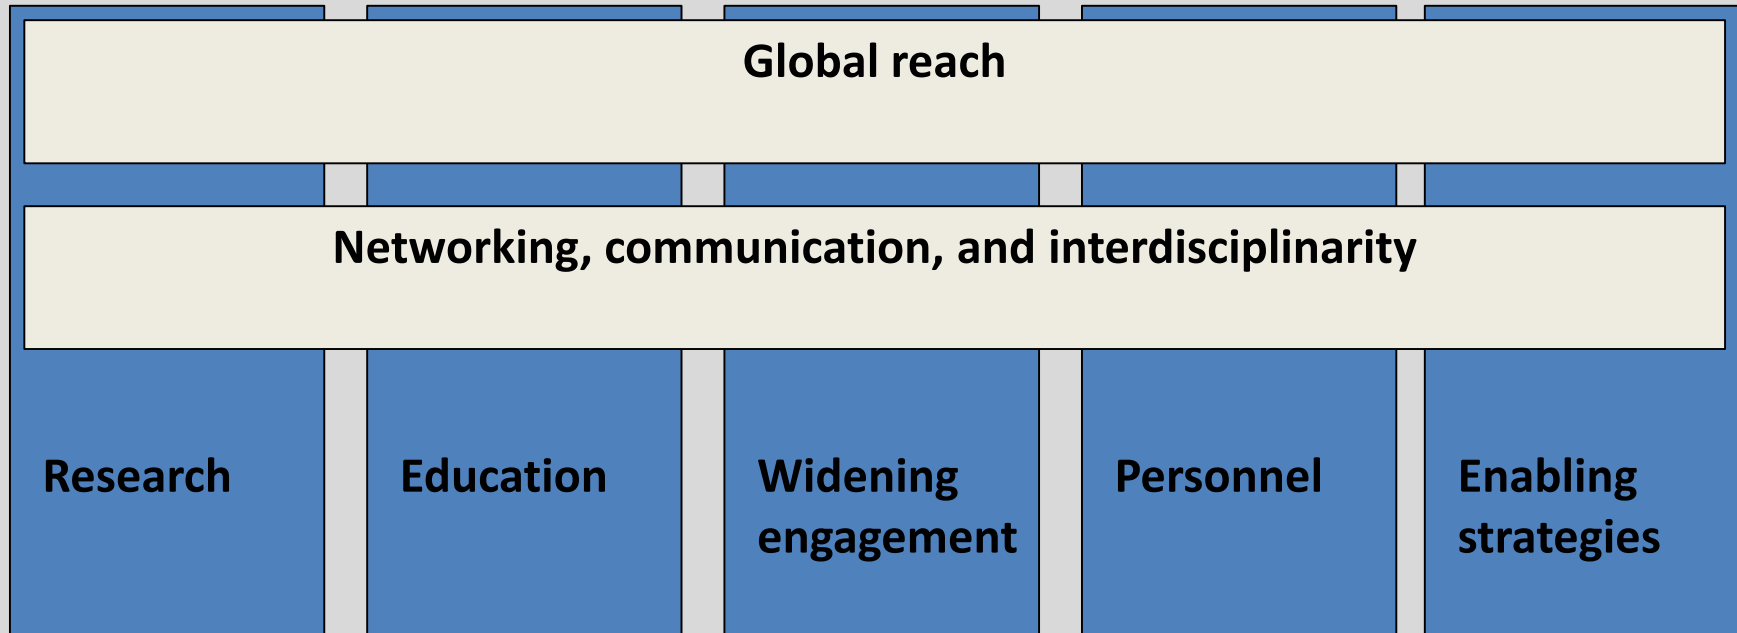 Global reach
Networking, communication, and interdisciplinarity
Research
Education
Widening
engagement
Personnel
Enabling
strategies